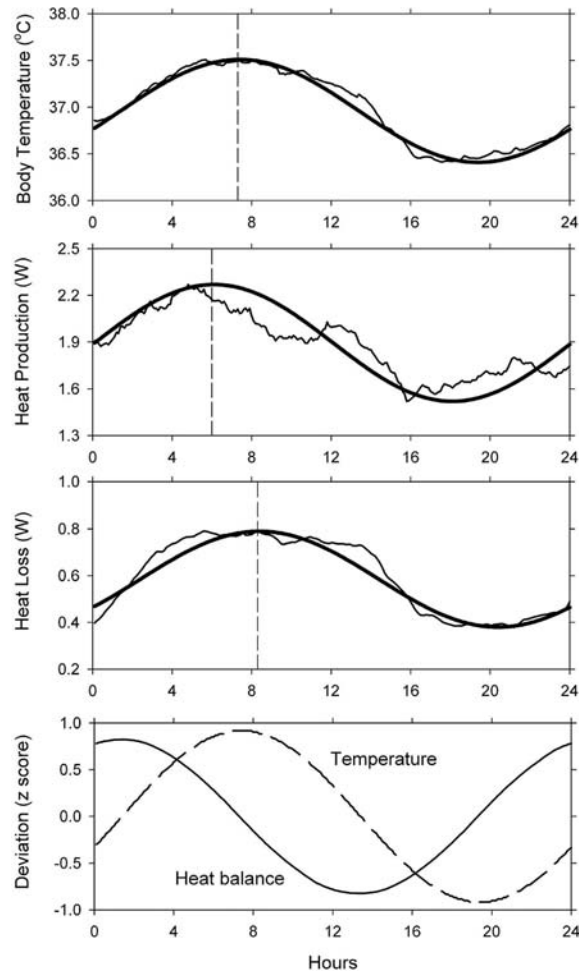 Body Temperature (°C)
38.0
37.5
37.0
36.5
36.0
0 4 8 12 16 20 24
Heat Production (W)
2.5
2.2
1.9
1.6
1.3
0 4 8 12 16 20 24
Heat Loss (W)
1.0
0.8
0.6
0.4
0.2
0 4 8 12 16 20 24
Deviation (z score)
1.0
0.5
0.0
-0.5
-1.0
Temperature
Heat balance
0 4 8 12 16 20 24
Hours